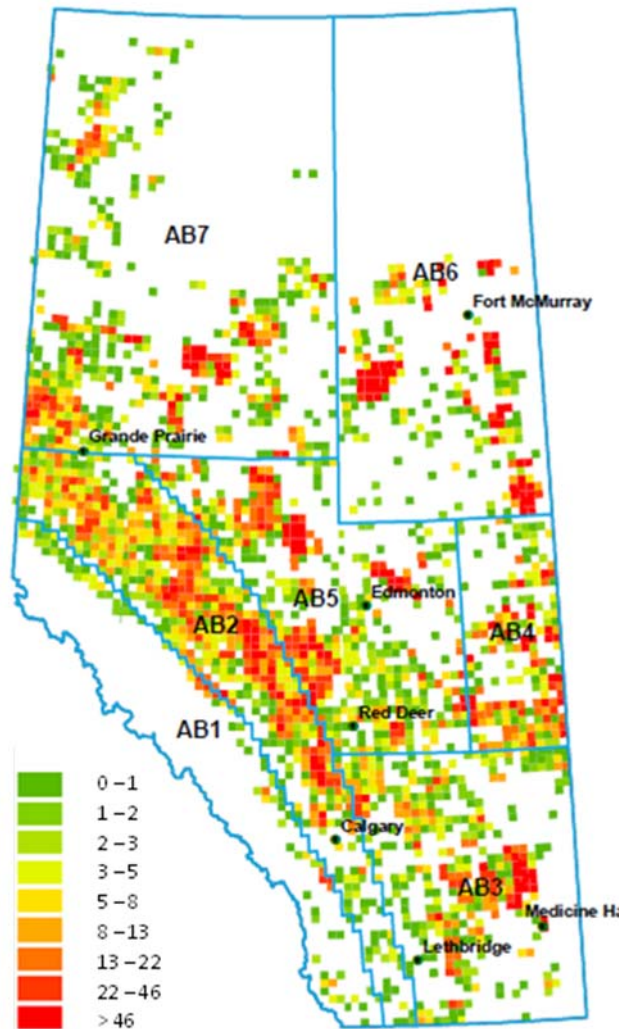 AB7
AB6
Fort McMurray
Grande Prairie
AB5
Edmonton
AB2
AB4
AB1
Red Deer
0 – 1
1 – 2
2 – 3
3 – 5
5 – 8
8 – 13
13 – 22
22 – 46
> 46
Calgary
AB3
Medicine Ha
Lethbridge